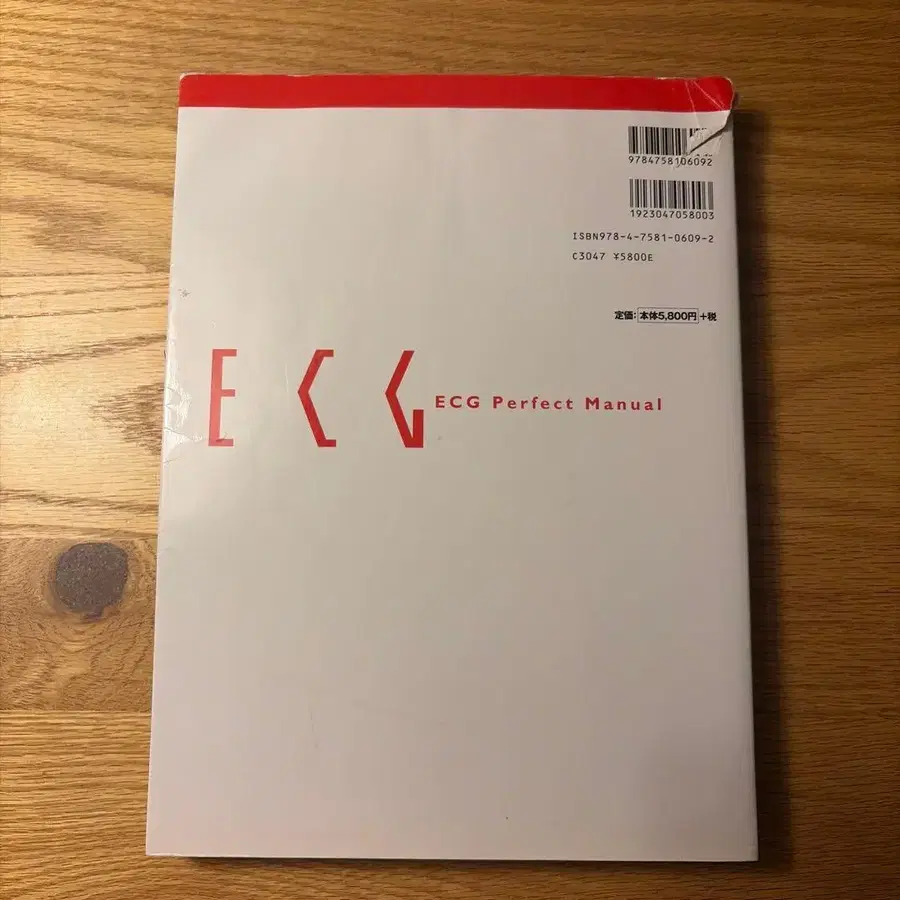 9784758106092
1923047058003
ISBN978-4-7581-0609-2
C3047 ¥5800E
定価: 本体5,800円 +税
ECG
ECG Perfect Manual